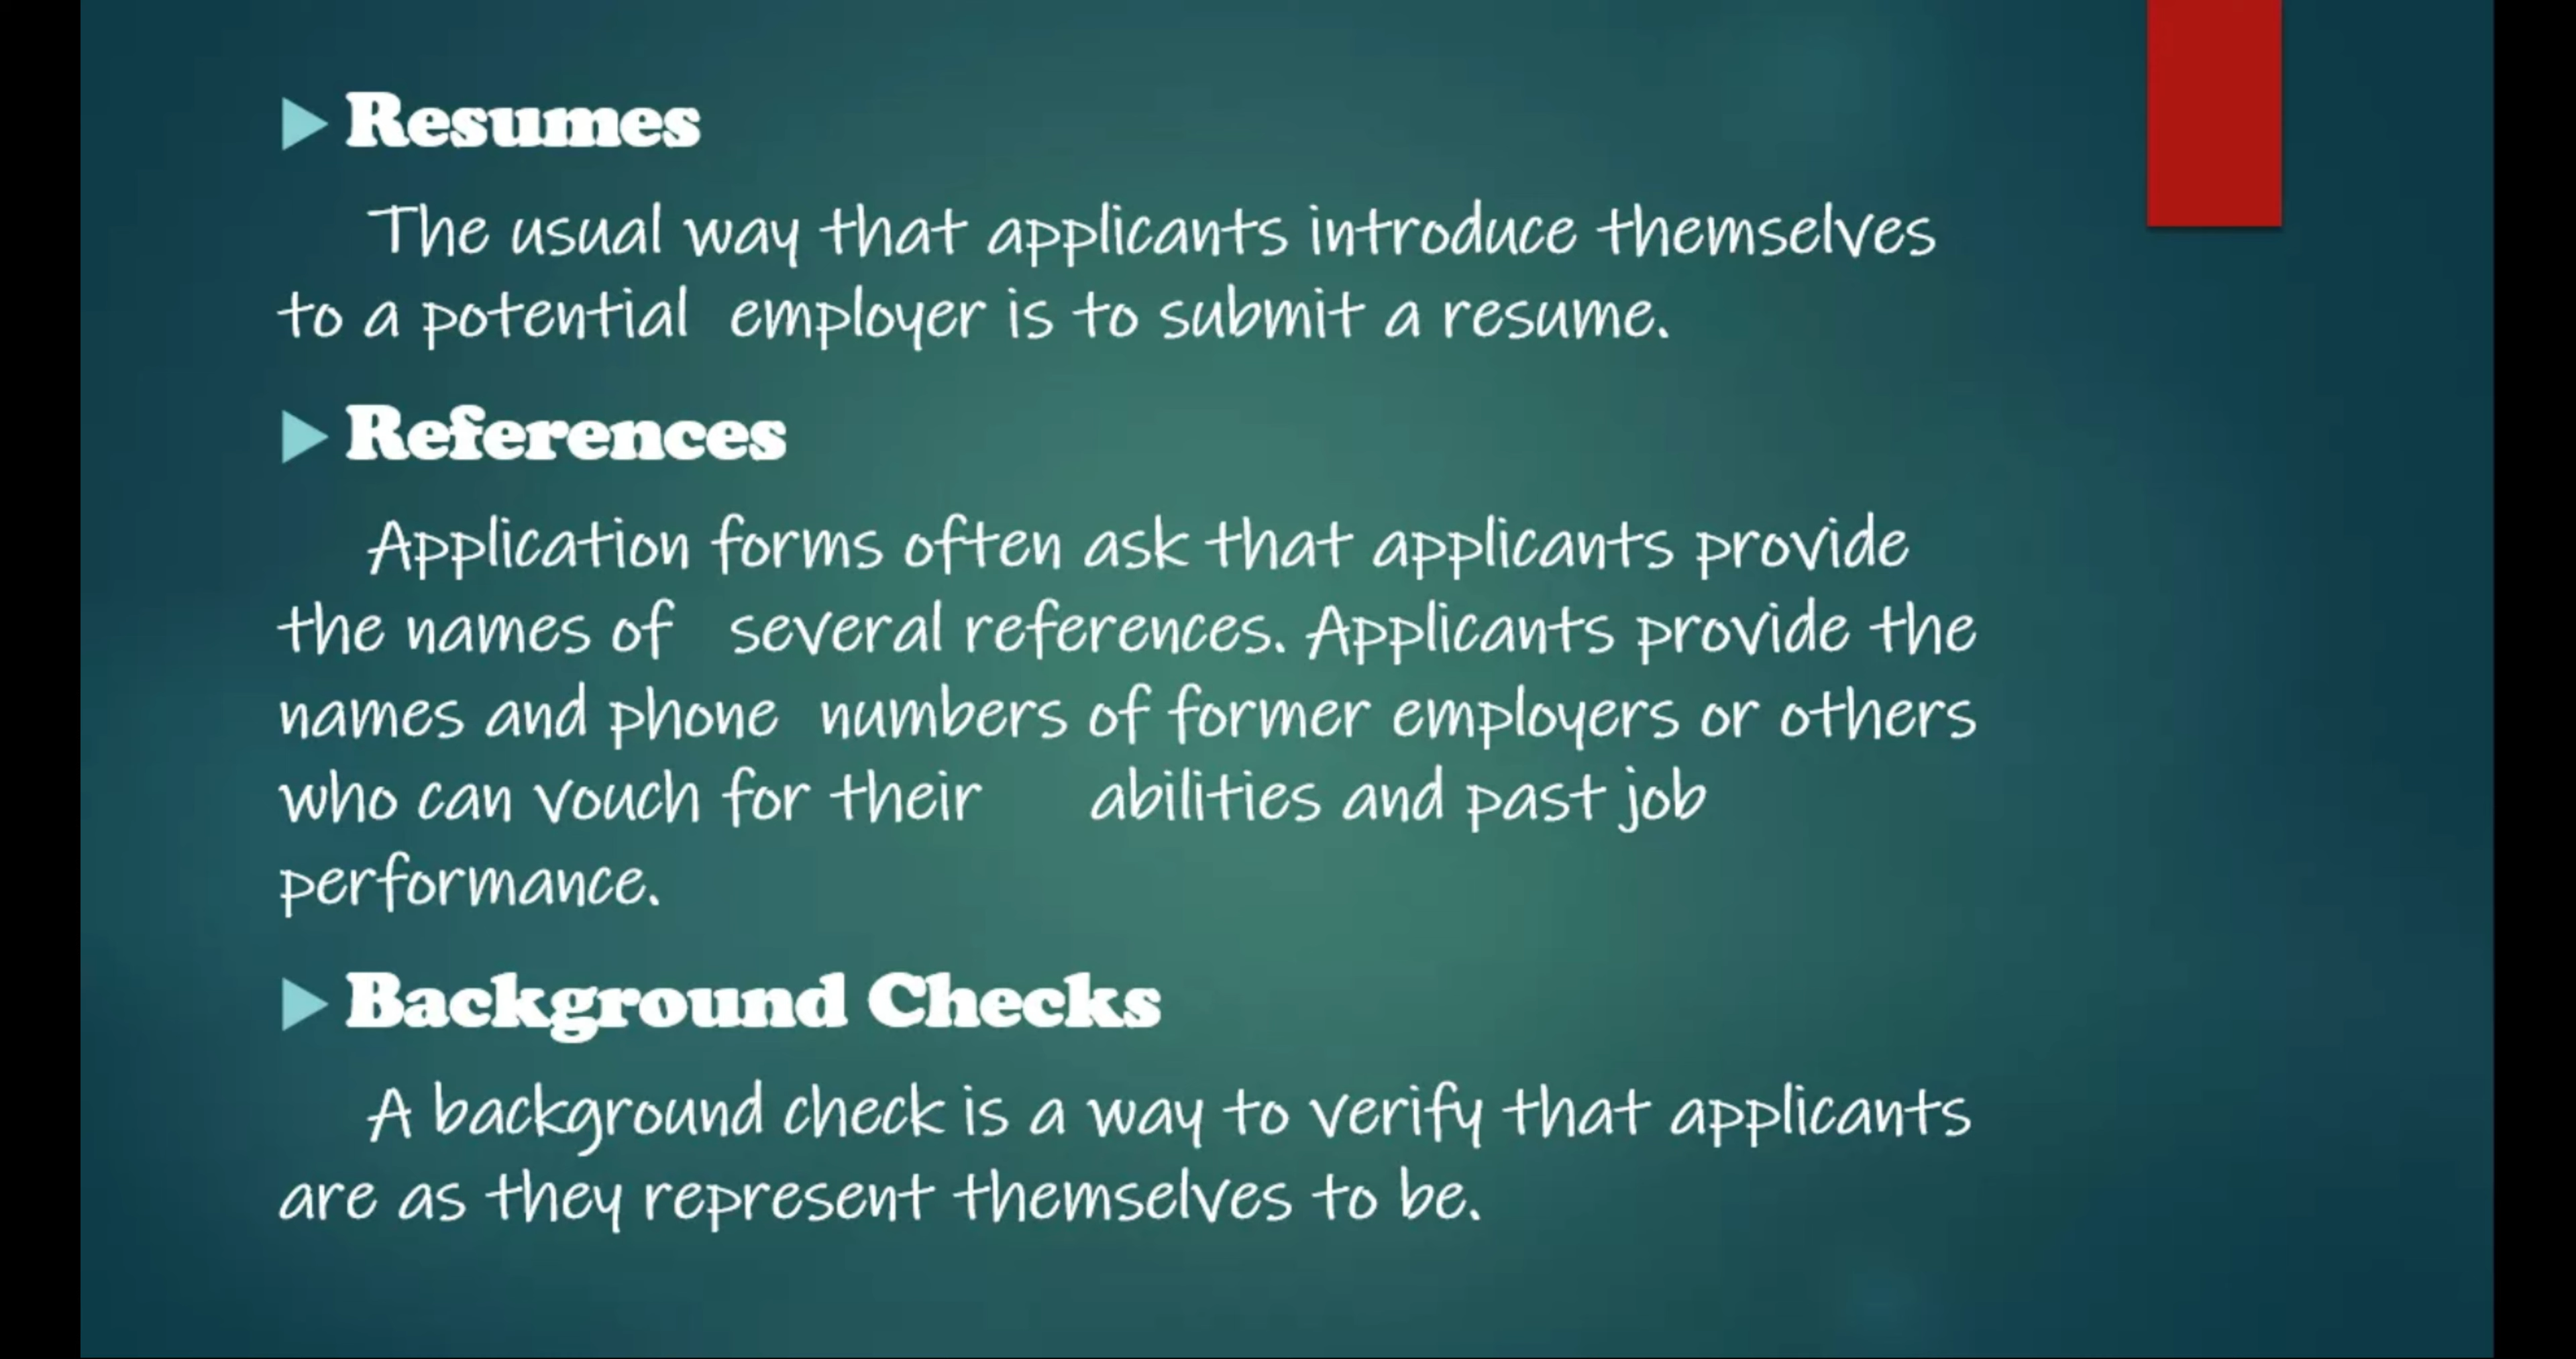 Resumes
The usual way that applicants introduce themselves
to a potential employer is to submit a resume.
References
Application forms often ask that applicants provide
the names of several references. Applicants provide the
names and phone numbers of former employers or others
who can vouch for their abilities and past job
performance.
Background Checks
A background check is a way to verify that applicants
are as they represent themselves to be.